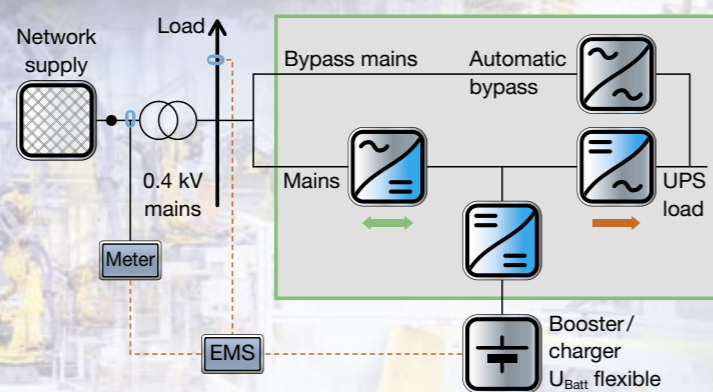 Load
Network
supply
Bypass mains
Automatic
bypass
0.4 kV
mains
Mains
UPS
load
Meter
EMS
Booster/
charger
U_Batt flexible